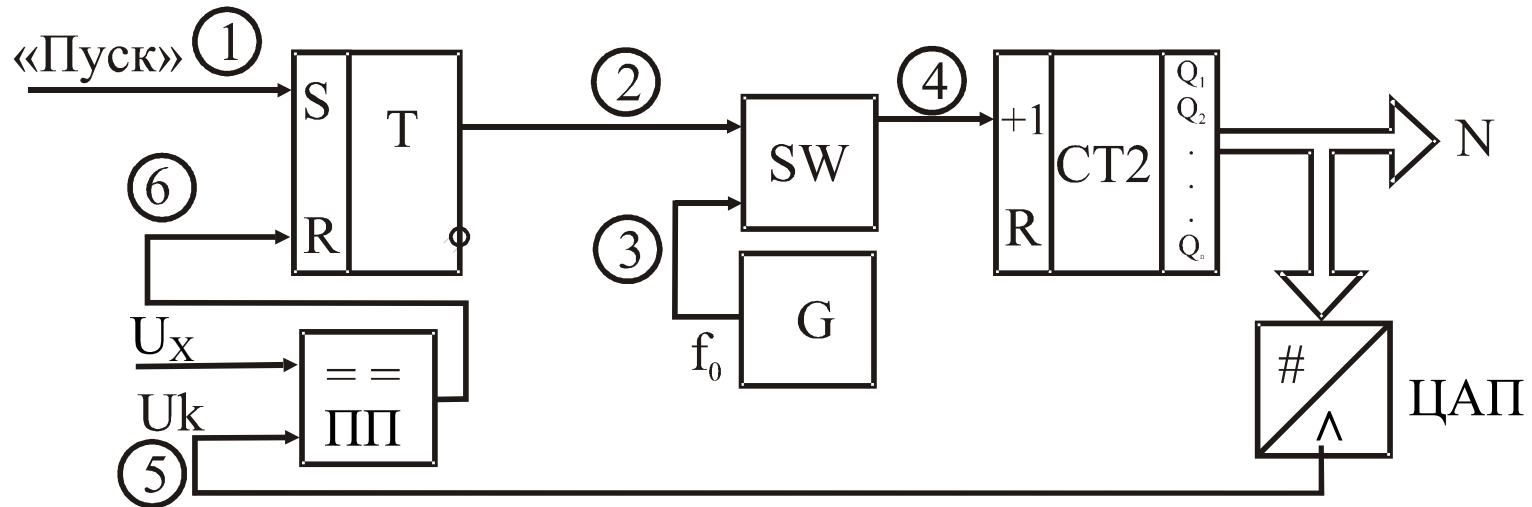 «Пуск»
1
2
3
4
5
6
S
R
T
SW
G
f₀
+1
R
CT2
Q₁
Q₂
.
.
.
Qₙ
N
#
^
ЦАП
Uₓ
Uk
==
ПП